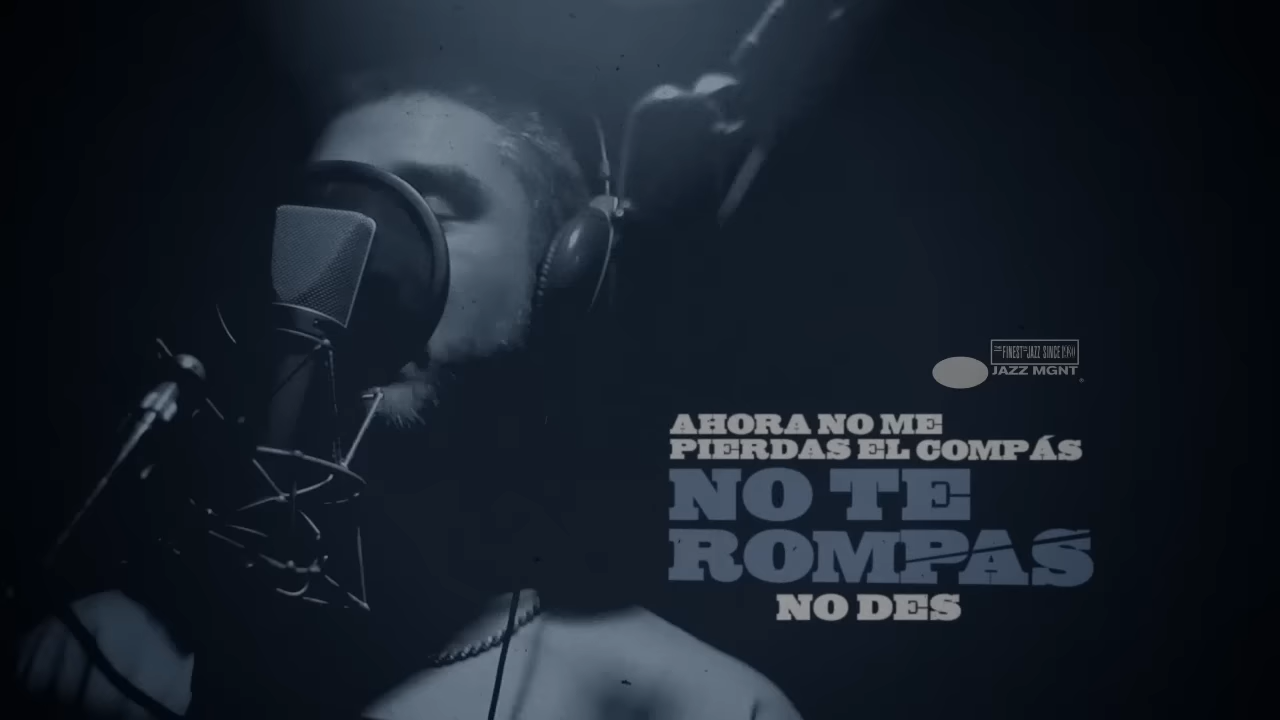 THE FINEST IN JAZZ SINCE 1939
JAZZ MGNT
AHORA NO ME
PIERDAS EL COMPÁS
NO TE
ROMPAS
NO DES